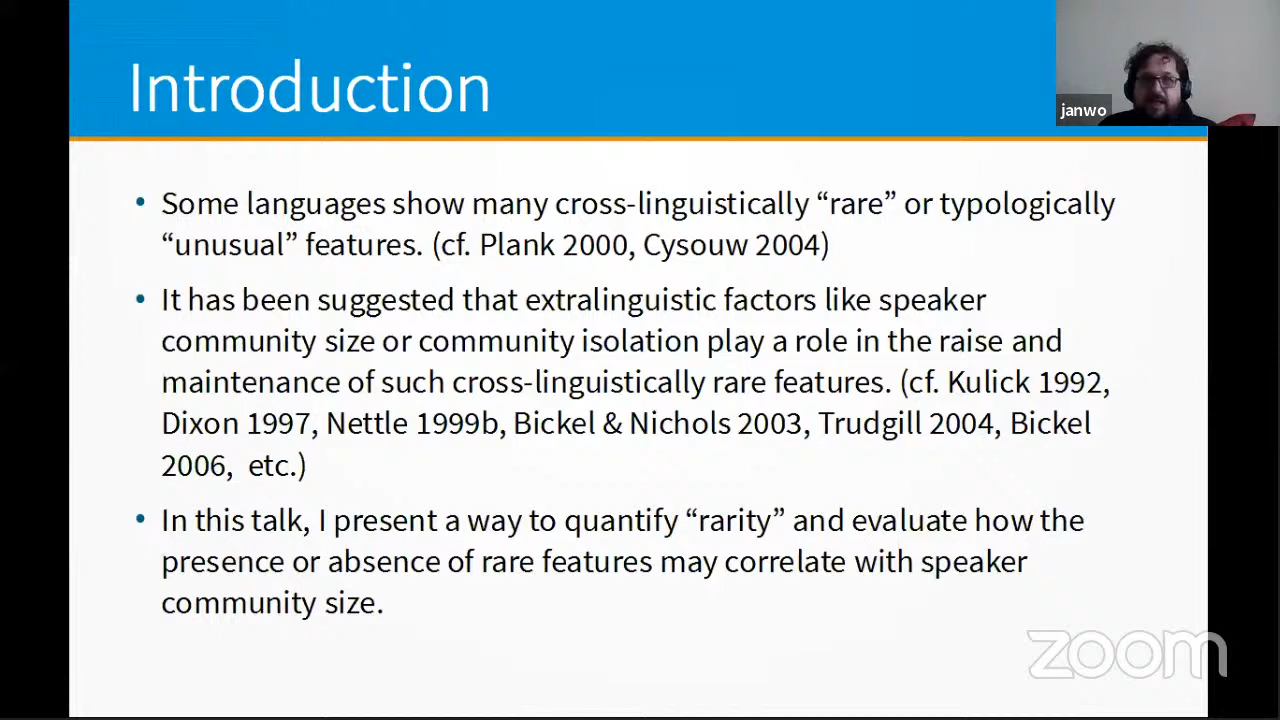 Introduction
janwo
• Some languages show many cross-linguistically “rare” or typologically
“unusual” features. (cf. Plank 2000, Cysouw 2004)
• It has been suggested that extralinguistic factors like speaker
community size or community isolation play a role in the raise and
maintenance of such cross-linguistically rare features. (cf. Kulick 1992,
Dixon 1997, Nettle 1999b, Bickel & Nichols 2003, Trudgill 2004, Bickel
2006, etc.)
• In this talk, I present a way to quantify “rarity” and evaluate how the
presence or absence of rare features may correlate with speaker
community size.
zoom